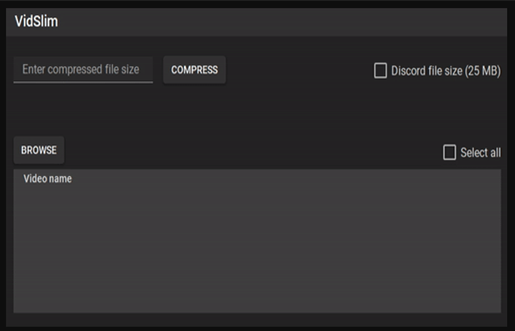 VidSlim
Enter compressed file size COMPRESS Discord file size (25 MB)
BROWSE Select all
Video name